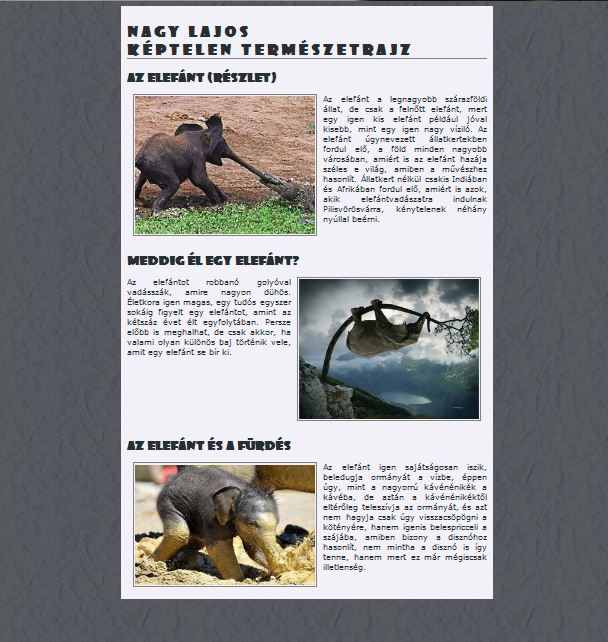 NAGY LAJOS
KÉPTELEN TERMÉSZETRAJZ
AZ ELEFÁNT (RÉSZLET)
Az elefánt a legnagyobb szárazföldi
állat, de csak a felnőtt elefánt, mert
egy igen kis elefánt például jóval
kisebb, mint egy igen nagy víziló. Az
elefánt úgynevezett állatkertekben
fordul elő, a föld minden nagyobb
városában, amiért is az elefánt hazája
széles e világ, amiben a művészhez
hasonlít. Állatkert nélkül csakis Indiában
és Afrikában fordul elő, amiért is azok,
akik elefántvadászatra indulnak
Pilisvörösvárra, kénytelenek néhány
nyúllal beérni.
MEDDIG ÉL EGY ELEFÁNT?
Az elefántot robbanó golyóval
vadásszák, amire nagyon dühös.
Életkora igen magas, egy tudós egyszer
sokáig figyelt egy elefántot, amint az
kétszáz évet élt egyfolytában. Persze
előbb is meghalhat, de csak akkor, ha
valami olyan különös baj történik vele,
amit egy elefánt se bír ki.
AZ ELEFÁNT ÉS A FÜRDÉS
Az elefánt igen sajátságosan iszik,
beledugja ormányát a vízbe, éppen
úgy, mint a nagyorrú kávénénikék a
kávéba, de aztán a kávénénikéktől
eltérőleg teleszívja az ormányát, és azt
nem hagyja csak úgy visszacsöpögni a
kötényére, hanem igenis belespricceli a
szájába, amiben bizony a disznóhoz
hasonlít, nem mintha a disznó is így
tenne, hanem mert ez már mégiscsak
illetlenség.